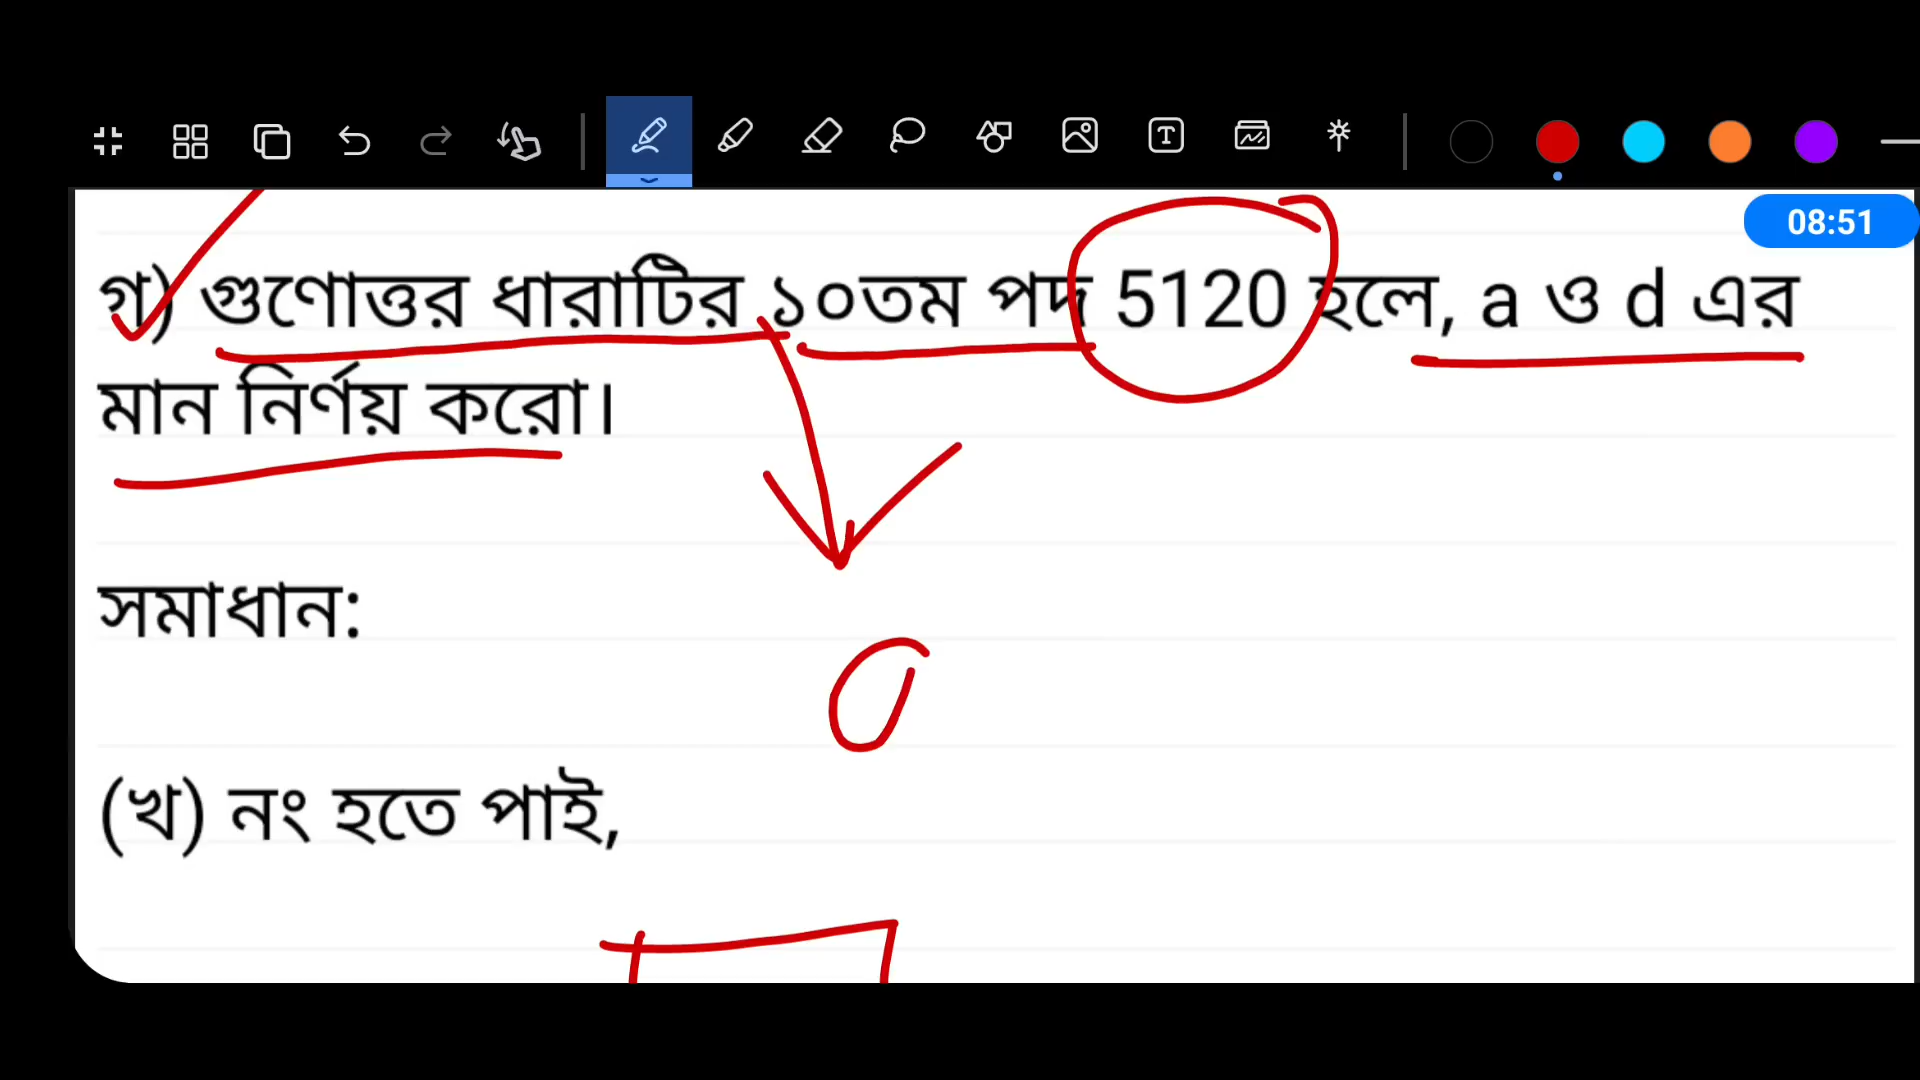 08:51
গ) গুণোত্তর ধারাটির ১০তম পদ 5120 হলে, a ও d এর
মান নির্ণয় করো।
সমাধান:
(খ) নং হতে পাই,